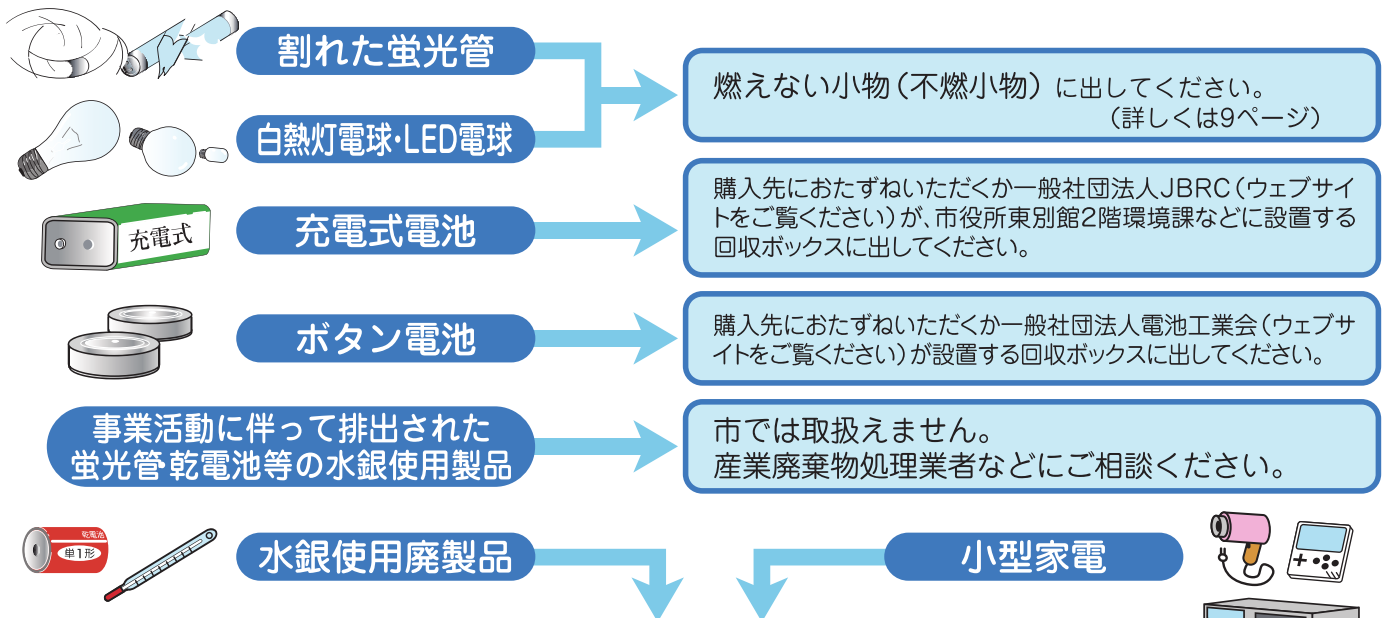 割れた蛍光管
燃えない小物(不燃小物)に出してください。
(詳しくは9ページ)
白熱灯電球・LED電球
充電式
充電式電池
購入先におたずねいただくか一般社団法人JBRC(ウェブサイ
トをご覧ください)が、市役所東別館2階環境課などに設置する
回収ボックスに出してください。
ボタン電池
購入先におたずねいただくか一般社団法人電池工業会(ウェブサ
イトをご覧ください)が設置する回収ボックスに出してください。
事業活動に伴って排出された
蛍光管・乾電池等の水銀使用製品
市では取扱えません。
産業廃棄物処理業者などにご相談ください。
乾電池
単1形
水銀使用廃製品
小型家電